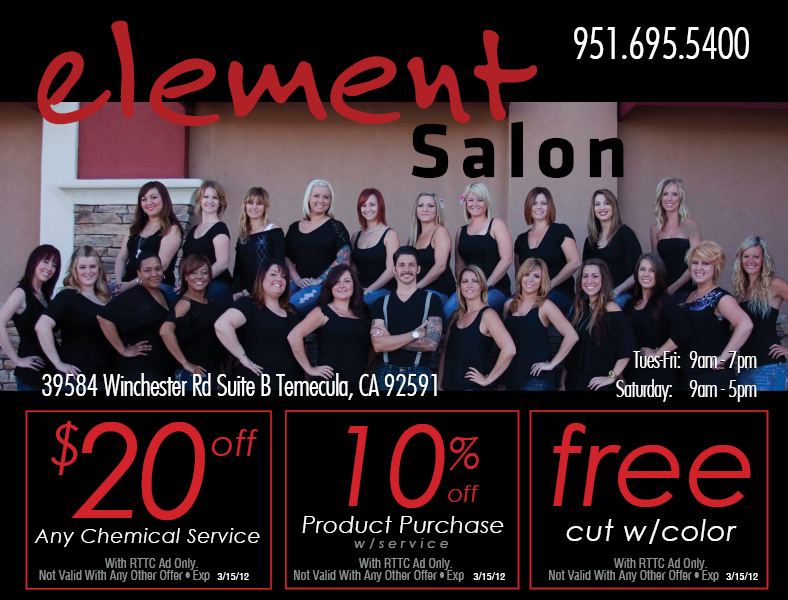 element
Salon
951.695.5400
39584 Winchester Rd Suite B Temecula, CA 92591
Tues-Fri: 9am - 7pm
Saturday: 9am - 5pm
$20 off
Any Chemical Service
With RTTC Ad Only.
Not Valid With Any Other Offer • Exp 3/15/12
10% off
Product Purchase
w/service
With RTTC Ad Only.
Not Valid With Any Other Offer • Exp 3/15/12
free
cut w/color
With RTTC Ad Only.
Not Valid With Any Other Offer • Exp 3/15/12